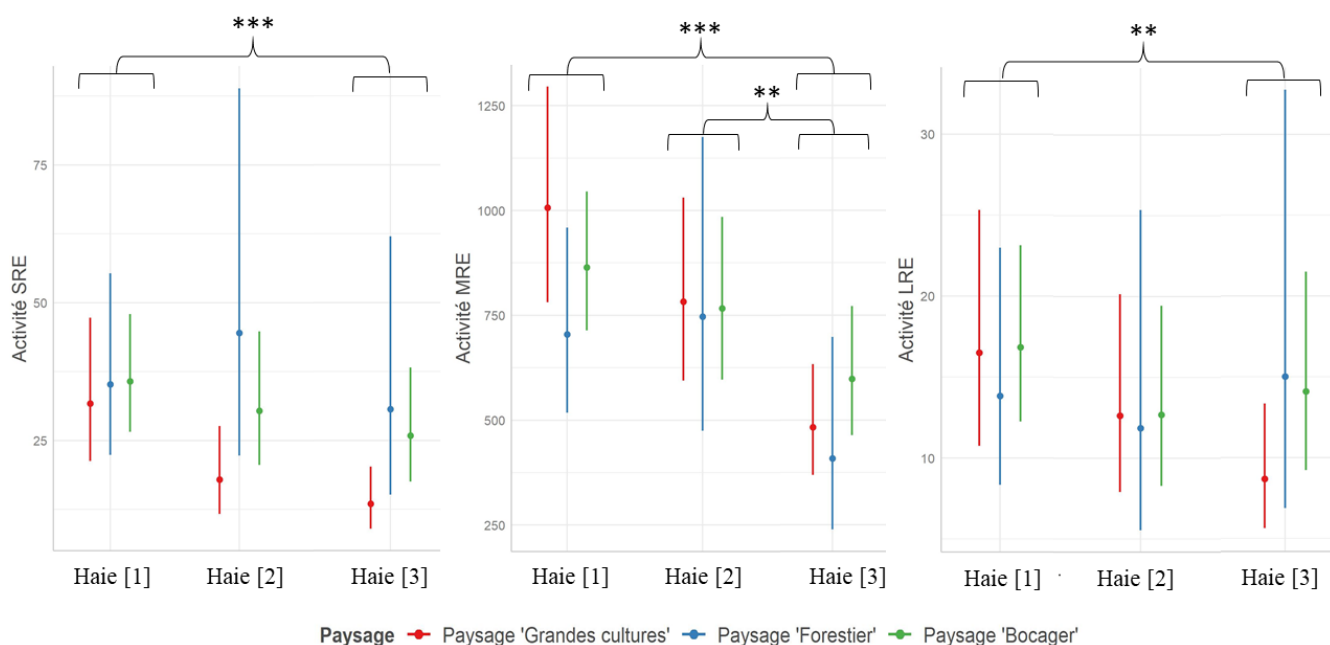 ***
***
**
**
Activité SRE
75
50
25
Haie [1]
Haie [2]
Haie [3]
Activité MRE
1250
1000
750
500
250
Haie [1]
Haie [2]
Haie [3]
Activité LRE
30
20
10
Haie [1]
Haie [2]
Haie [3]
Paysage Paysage 'Grandes cultures' Paysage 'Forestier' Paysage 'Bocager'